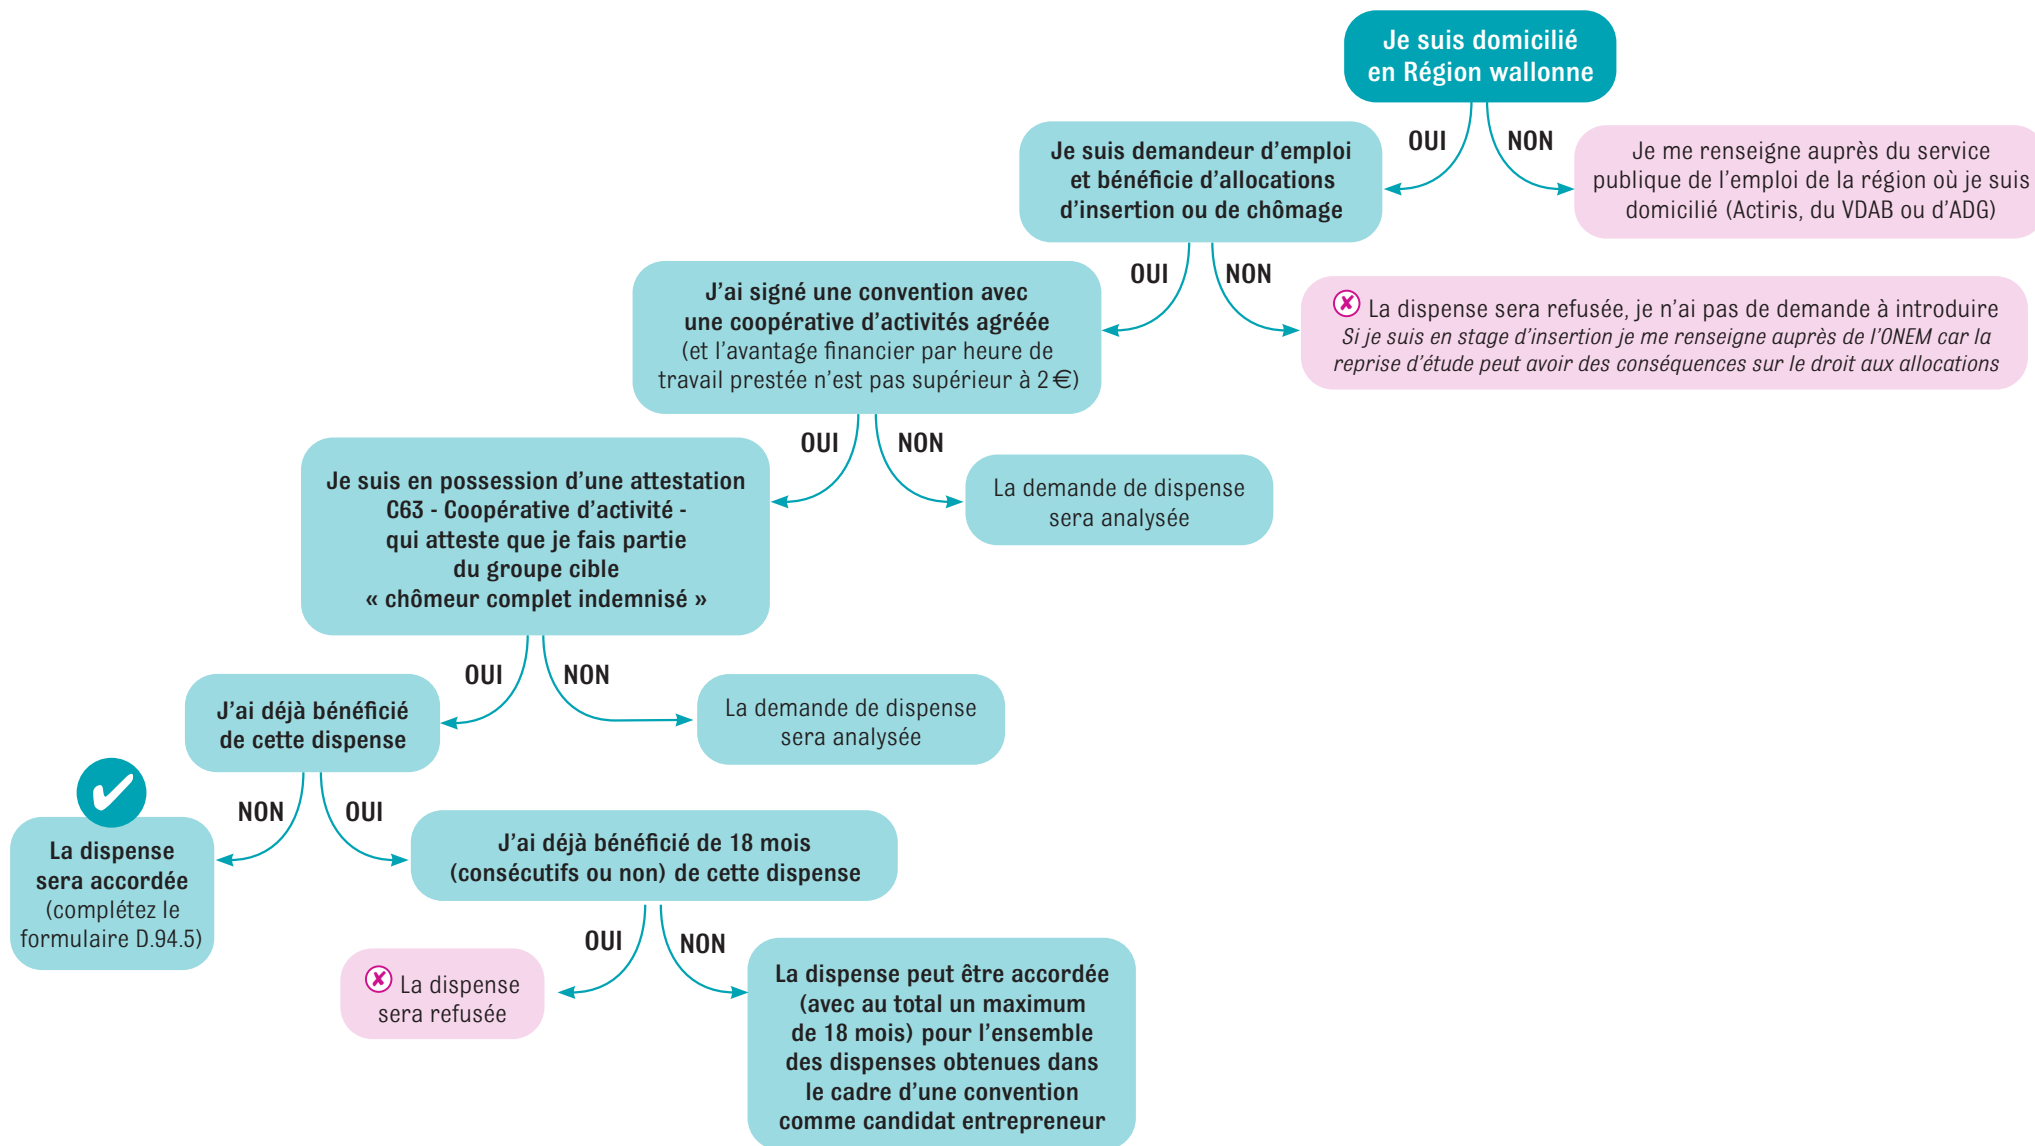 Je suis domicilié
en Région wallonne
OUI
NON
Je suis demandeur d'emploi
et bénéficie d'allocations
d'insertion ou de chômage
Je me renseigne auprès du service
publique de l'emploi de la région où je suis
domicilié (Actiris, du VDAB ou d'ADG)
OUI
NON
J'ai signé une convention avec
une coopérative d'activités agréée
(et l'avantage financier par heure de
travail prestée n'est pas supérieur à 2 €)
La dispense sera refusée, je n'ai pas de demande à introduire
Si je suis en stage d'insertion je me renseigne auprès de l'ONEM car la
reprise d'étude peut avoir des conséquences sur le droit aux allocations
OUI
NON
Je suis en possession d'une attestation
C63 - Coopérative d'activité -
qui atteste que je fais partie
du groupe cible
« chômeur complet indemnisé »
La demande de dispense
sera analysée
OUI
NON
J'ai déjà bénéficié
de cette dispense
La demande de dispense
sera analysée
NON
OUI
La dispense
sera accordée
(complétez le
formulaire D.94.5)
J'ai déjà bénéficié de 18 mois
(consécutifs ou non) de cette dispense
OUI
NON
La dispense
sera refusée
La dispense peut être accordée
(avec au total un maximum
de 18 mois) pour l'ensemble
des dispenses obtenues dans
le cadre d'une convention
comme candidat entrepreneur